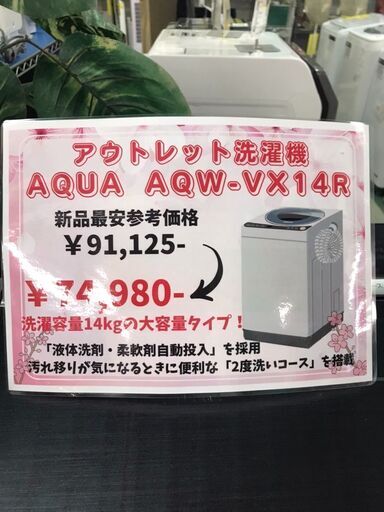 アウトレット洗濯機
AQUA AQW-VX14R
新品最安参考価格
￥91,125-
￥74,980-
洗濯容量14kgの大容量タイプ！
「液体洗剤・柔軟剤自動投入」を採用
汚れ移りが気になるときに便利な「2度洗いコース」を搭載